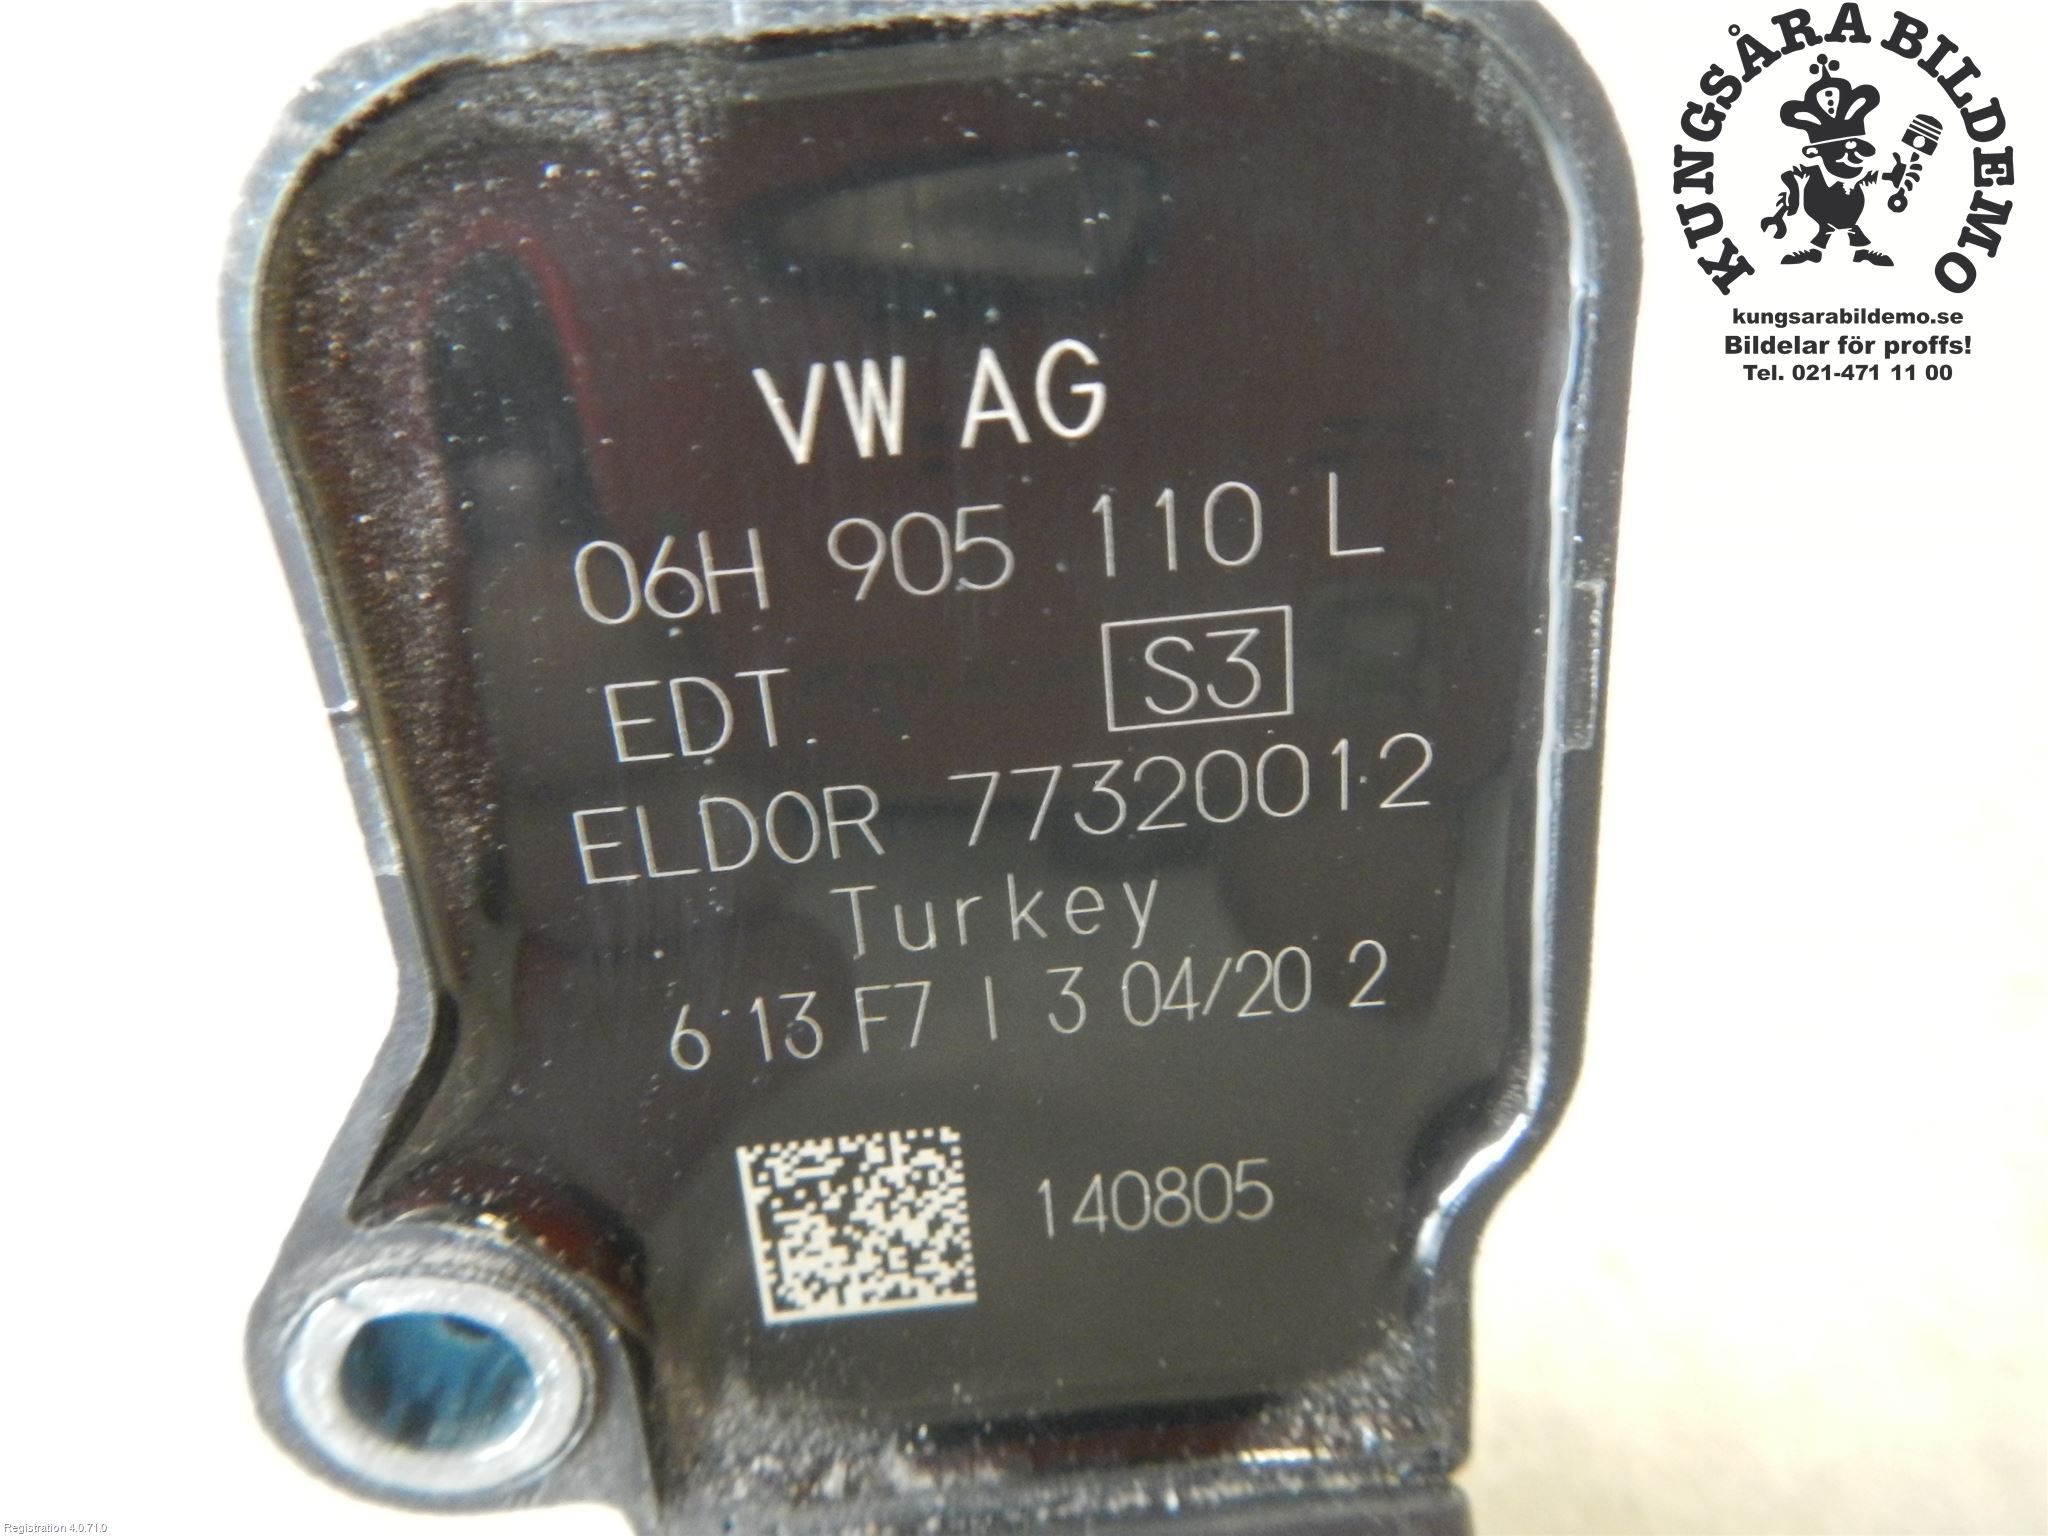 KUNGSÅRA BILDEMO
kungsarabildemo.se
Bildelar för proffs!
Tel. 021-471 11 00
VW AG
06H 905 110 L
EDT S3
ELDOR 77320012
Turkey
6 13 F7 I 3 04/20 2
140805
Registration 4.0.71.0